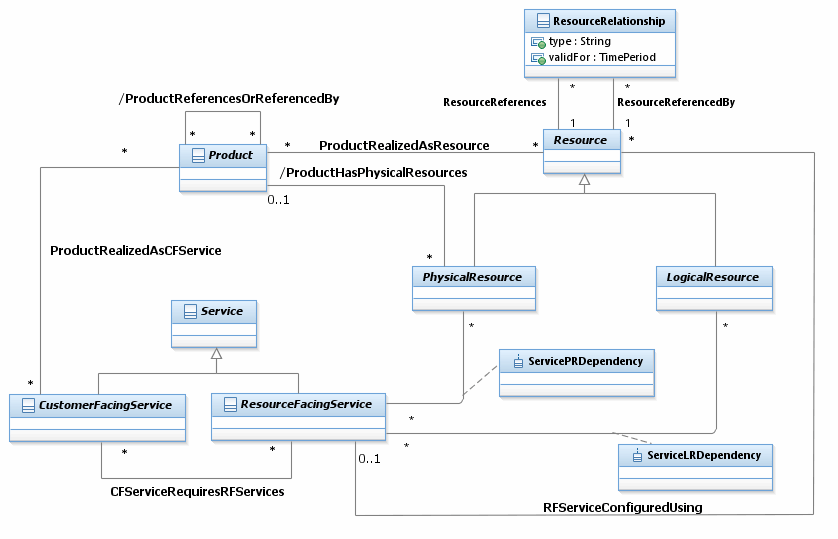 ResourceRelationship
type : String
validFor : TimePeriod
* *
ResourceReferences ResourceReferencedBy
/ProductReferencesOrReferencedBy
1 1
* *
* * ProductRealizedAsResource * Resource *
Product
/ProductHasPhysicalResources
0..1
ProductRealizedAsCFService
*
PhysicalResource LogicalResource
Service
* *
ServicePRDependency
*
CustomerFacingService ResourceFacingService
*
*
* * 0..1
ServiceLRDependency
CFServiceRequiresRFServices
RFServiceConfiguredUsing